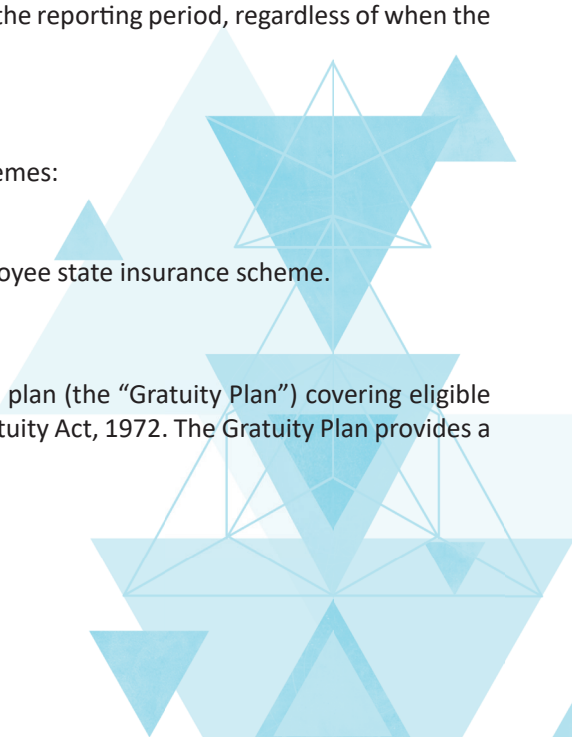 the reporting period, regardless of when the
emes:
oyee state insurance scheme.
plan (the “Gratuity Plan”) covering eligible
tuity Act, 1972. The Gratuity Plan provides a